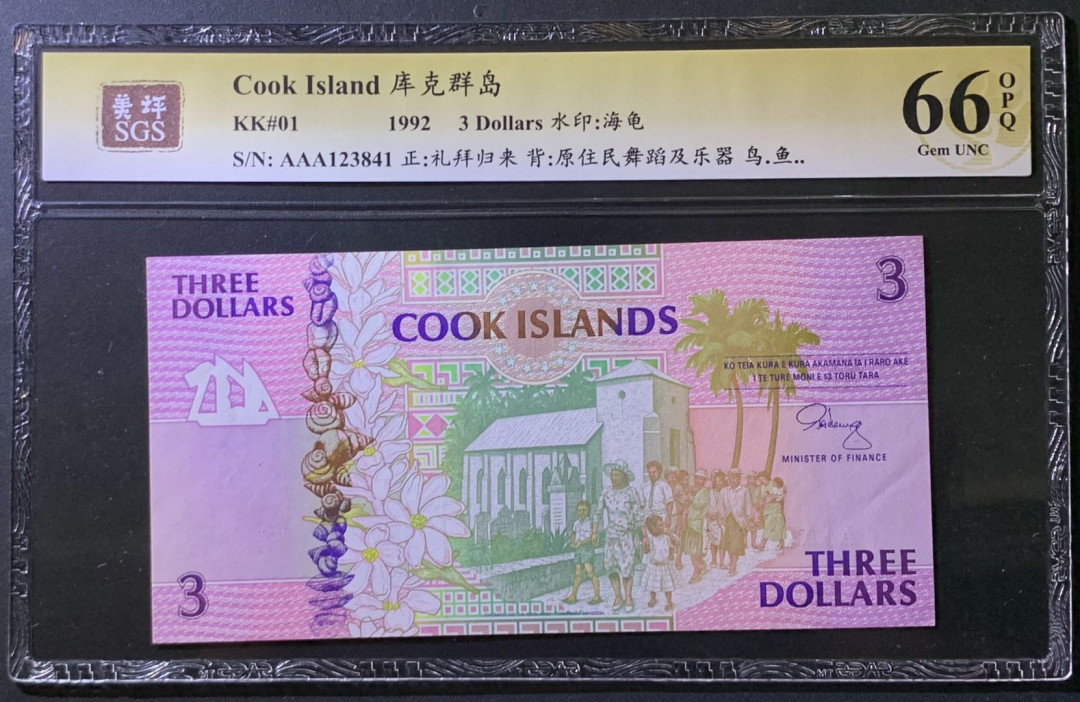 Cook Island 库克群岛
美评
SGS
KK#01 1992 3 Dollars 水印:海龟
S/N: AAA123841 正:礼拜归来 背:原住民舞蹈及乐器 鸟.鱼..
66 OPQ
Gem UNC
THREE
DOLLARS
3
COOK ISLANDS
KO TEIA KURA E KURA AKAMANA IA I RARO AKE
I TE TURE MONI E $3 TORU TARA
MINISTER OF FINANCE
3
THREE
DOLLARS